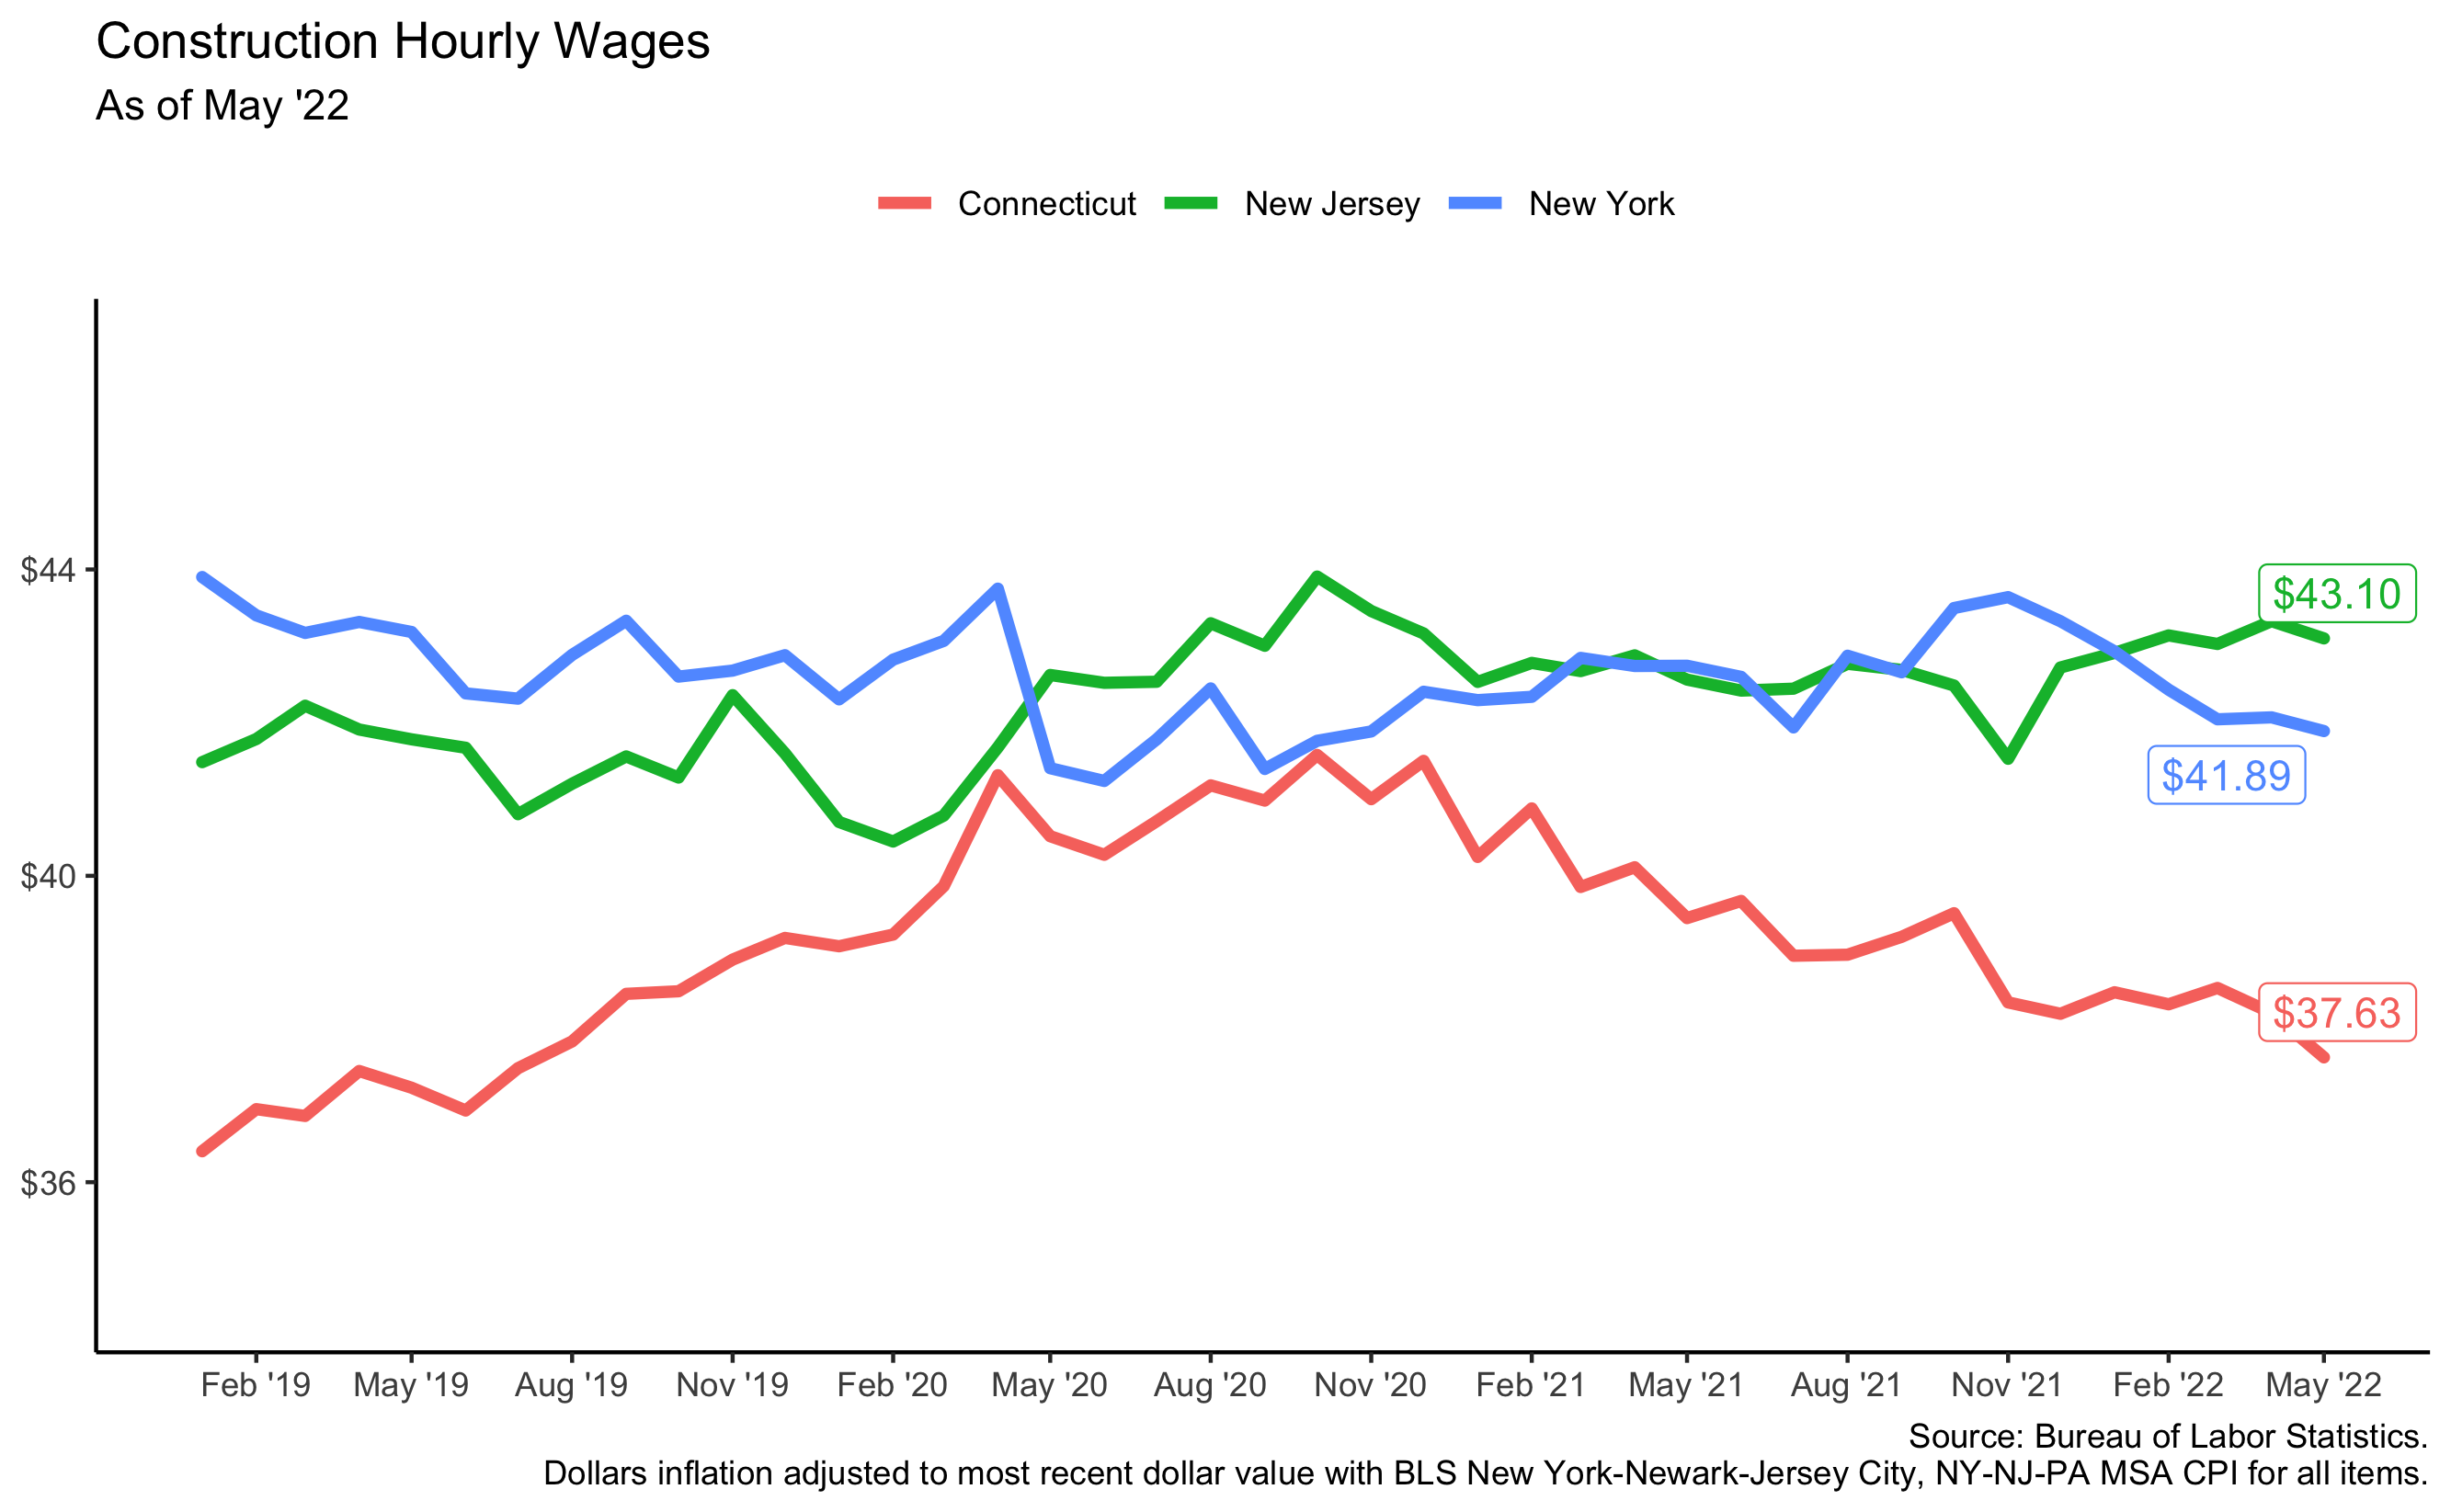 Construction Hourly Wages
As of May '22
Connecticut New Jersey New York
$44
$40
$36
$43.10
$41.89
$37.63
Feb '19 May '19 Aug '19 Nov '19 Feb '20 May '20 Aug '20 Nov '20 Feb '21 May '21 Aug '21 Nov '21 Feb '22 May '22
Source: Bureau of Labor Statistics.
Dollars inflation adjusted to most recent dollar value with BLS New York-Newark-Jersey City, NY-NJ-PA MSA CPI for all items.